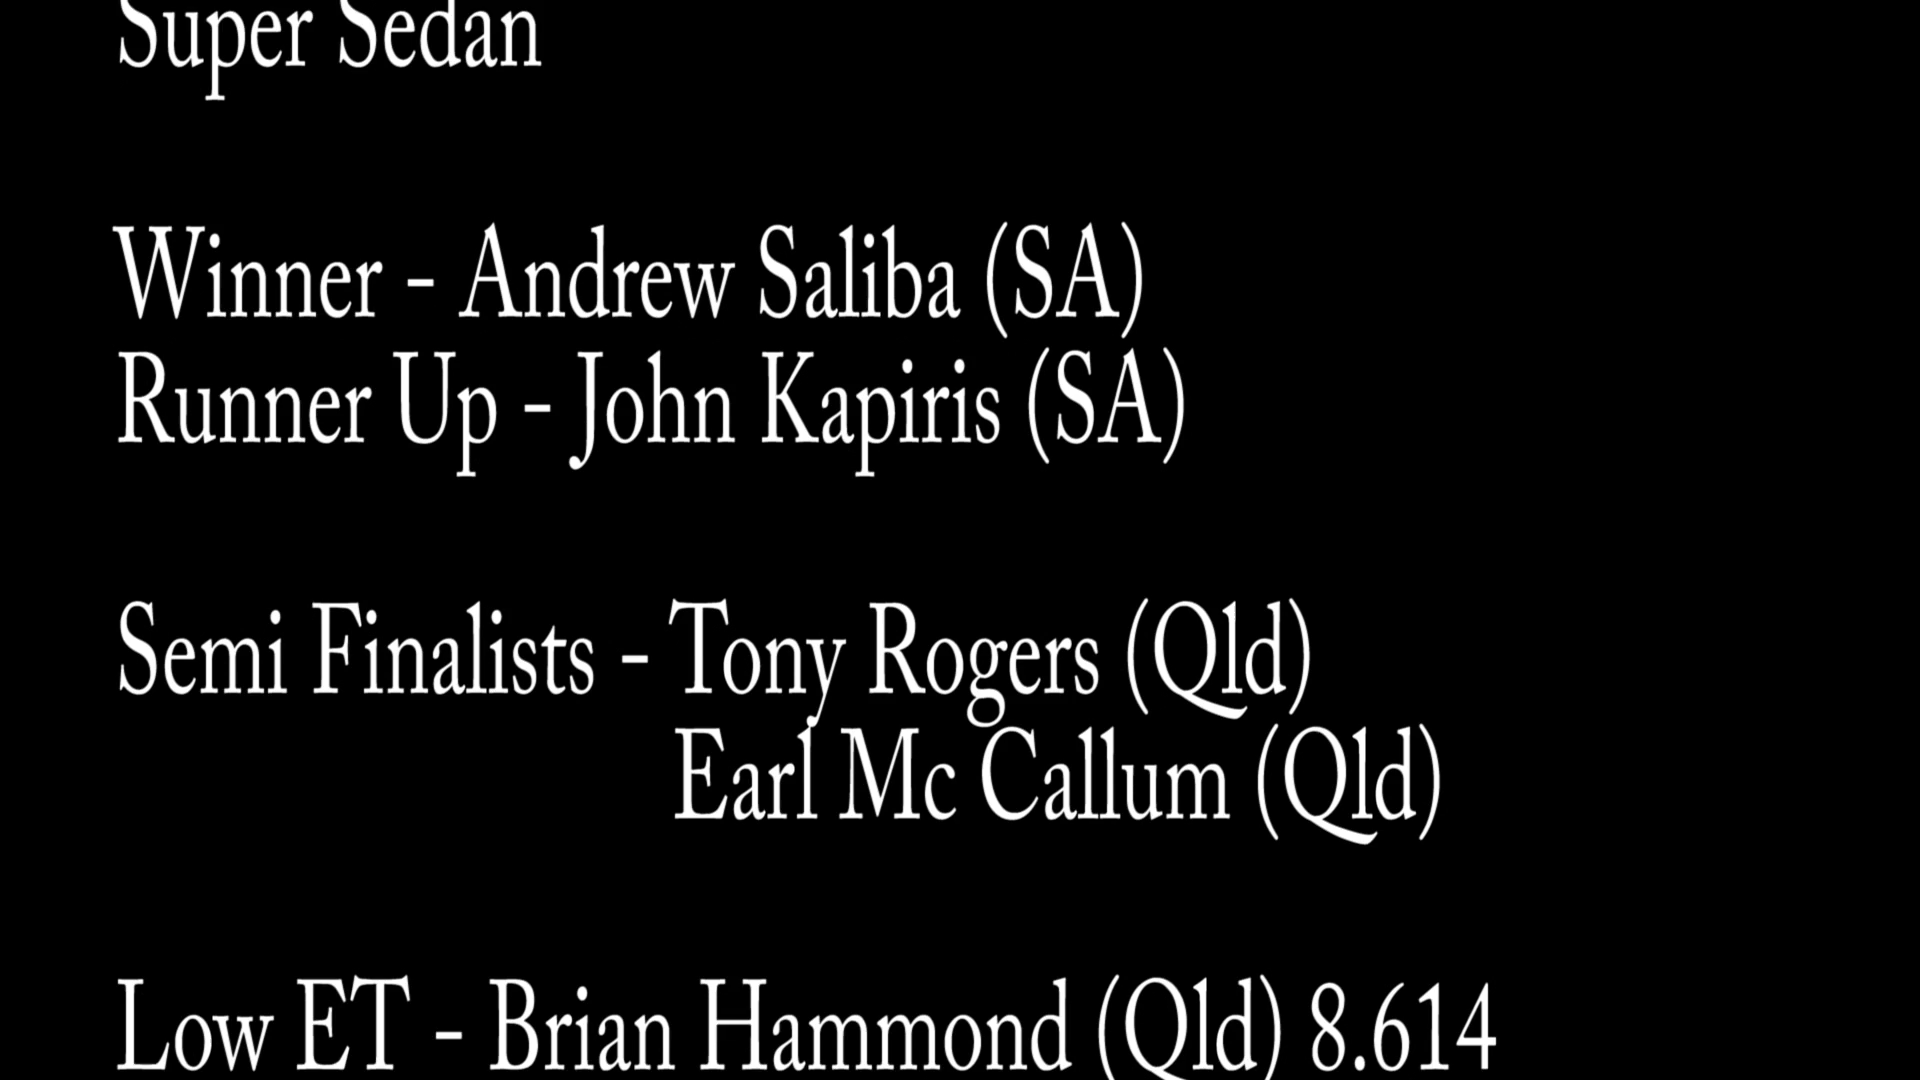 Super Sedan
Winner - Andrew Saliba (SA)
Runner Up - John Kapiris (SA)
Semi Finalists - Tony Rogers (Qld)
Earl Mc Callum (Qld)
Low ET - Brian Hammond (Qld) 8.614